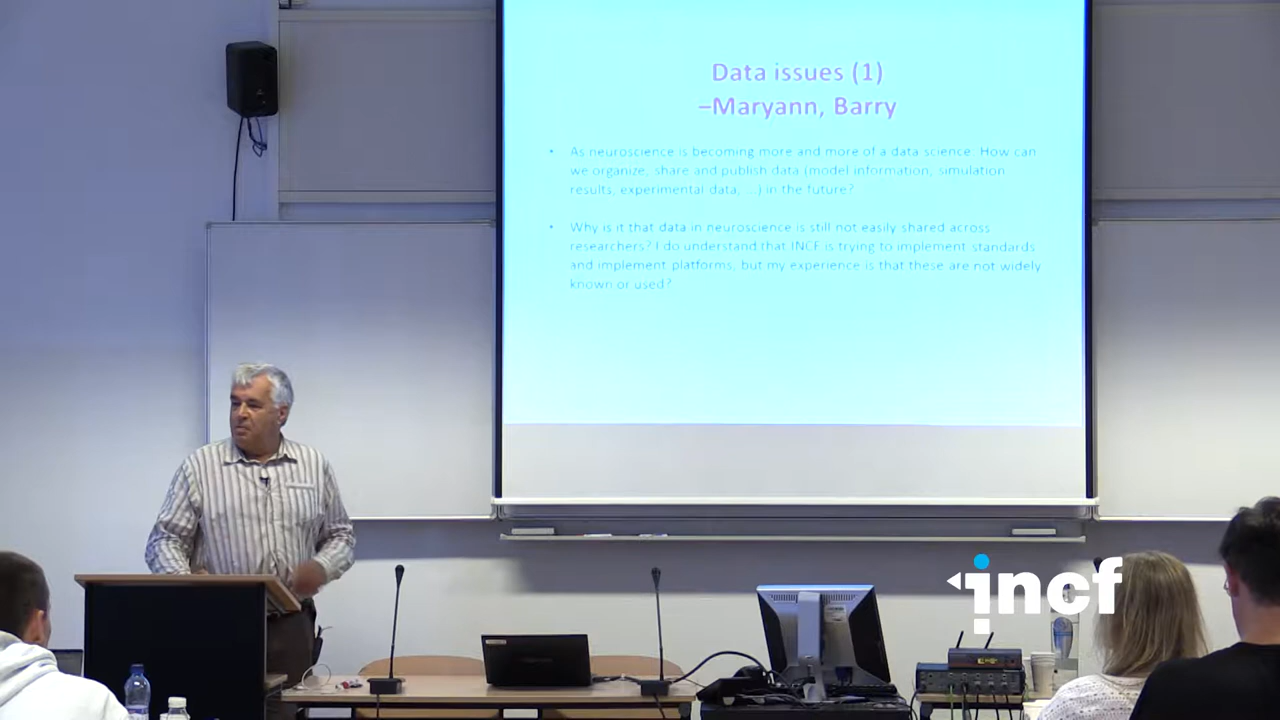 Data issues (1)
–Maryann, Barry
• As neuroscience is becoming more and more of a data science. How can
we organize, share and publish data (model information, simulation
results, experimental data, …) in the future?
• Why is it that data in neuroscience is still not easily shared across
researchers? I do understand that INCF is trying to implement standards
and implement platforms, but my experience is that these are not widely
known or used?
incf